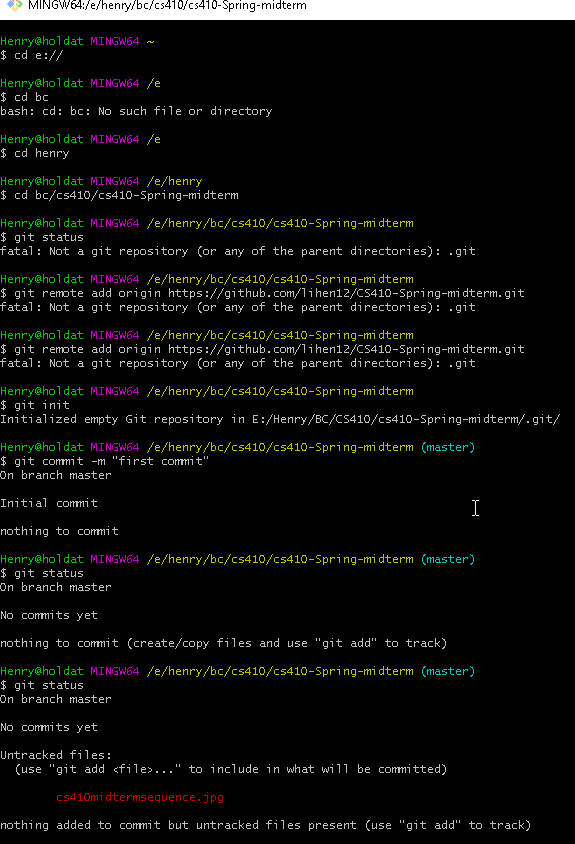 MINGW64:/e/henry/bc/cs410/cs410-Spring-midterm
Henry@holdat MINGW64 ~
$ cd e://
Henry@holdat MINGW64 /e
$ cd bc
bash: cd: bc: No such file or directory
Henry@holdat MINGW64 /e
$ cd henry
Henry@holdat MINGW64 /e/henry
$ cd bc/cs410/cs410-Spring-midterm
Henry@holdat MINGW64 /e/henry/bc/cs410/cs410-Spring-midterm
$ git status
fatal: Not a git repository (or any of the parent directories): .git
Henry@holdat MINGW64 /e/henry/bc/cs410/cs410-Spring-midterm
$ git remote add origin https://github.com/lihen12/CS410-Spring-midterm.git
fatal: Not a git repository (or any of the parent directories): .git
Henry@holdat MINGW64 /e/henry/bc/cs410/cs410-Spring-midterm
$ git remote add origin https://github.com/lihen12/CS410-Spring-midterm.git
fatal: Not a git repository (or any of the parent directories): .git
Henry@holdat MINGW64 /e/henry/bc/cs410/cs410-Spring-midterm
$ git init
Initialized empty Git repository in E:/Henry/BC/CS410/cs410-Spring-midterm/.git/
Henry@holdat MINGW64 /e/henry/bc/cs410/cs410-Spring-midterm (master)
$ git commit -m "first commit"
On branch master
Initial commit
nothing to commit
Henry@holdat MINGW64 /e/henry/bc/cs410/cs410-Spring-midterm (master)
$ git status
On branch master
No commits yet
nothing to commit (create/copy files and use "git add" to track)
Henry@holdat MINGW64 /e/henry/bc/cs410/cs410-Spring-midterm (master)
$ git status
On branch master
No commits yet
Untracked files:
(use "git add <file>..." to include in what will be committed)
cs410midtermsequence.jpg
nothing added to commit but untracked files present (use "git add" to track)